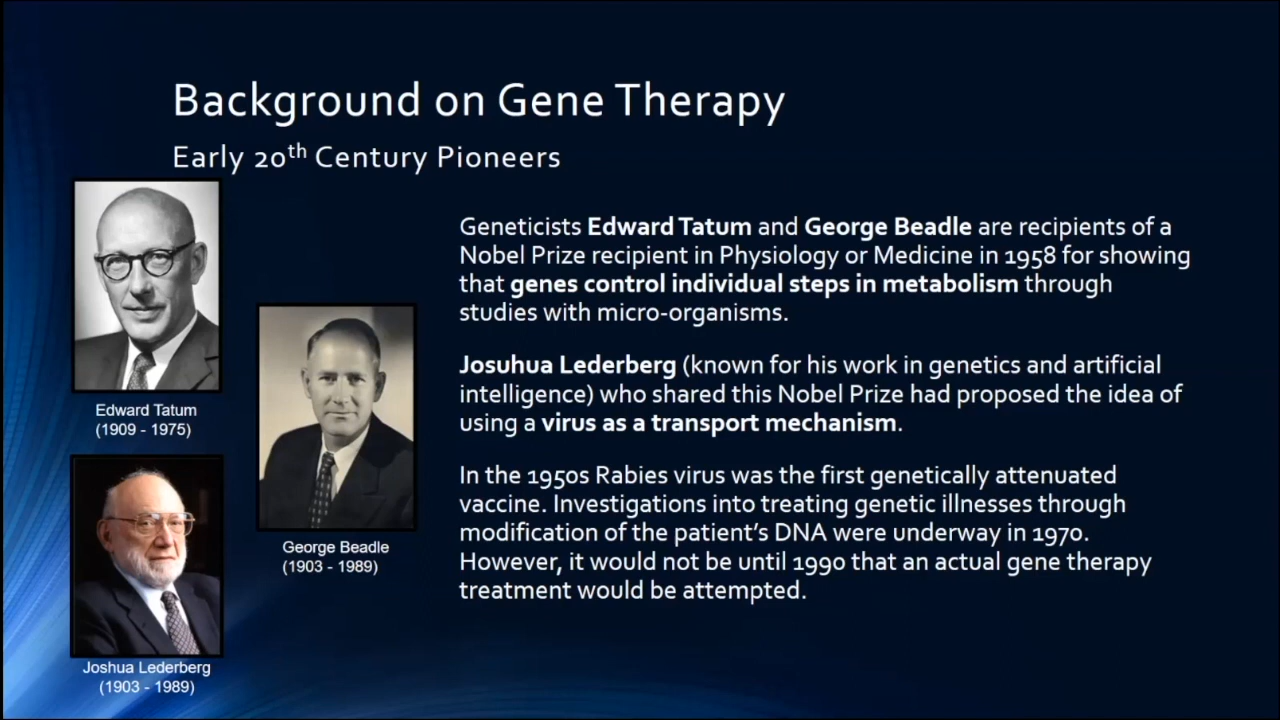 Background on Gene Therapy
Early 20th Century Pioneers
Edward Tatum
(1909 - 1975)
George Beadle
(1903 - 1989)
Joshua Lederberg
(1903 - 1989)
Geneticists Edward Tatum and George Beadle are recipients of a
Nobel Prize recipient in Physiology or Medicine in 1958 for showing
that genes control individual steps in metabolism through
studies with micro-organisms.
Josuhua Lederberg (known for his work in genetics and artificial
intelligence) who shared this Nobel Prize had proposed the idea of
using a virus as a transport mechanism.
In the 1950s Rabies virus was the first genetically attenuated
vaccine. Investigations into treating genetic illnesses through
modification of the patient's DNA were underway in 1970.
However, it would not be until 1990 that an actual gene therapy
treatment would be attempted.